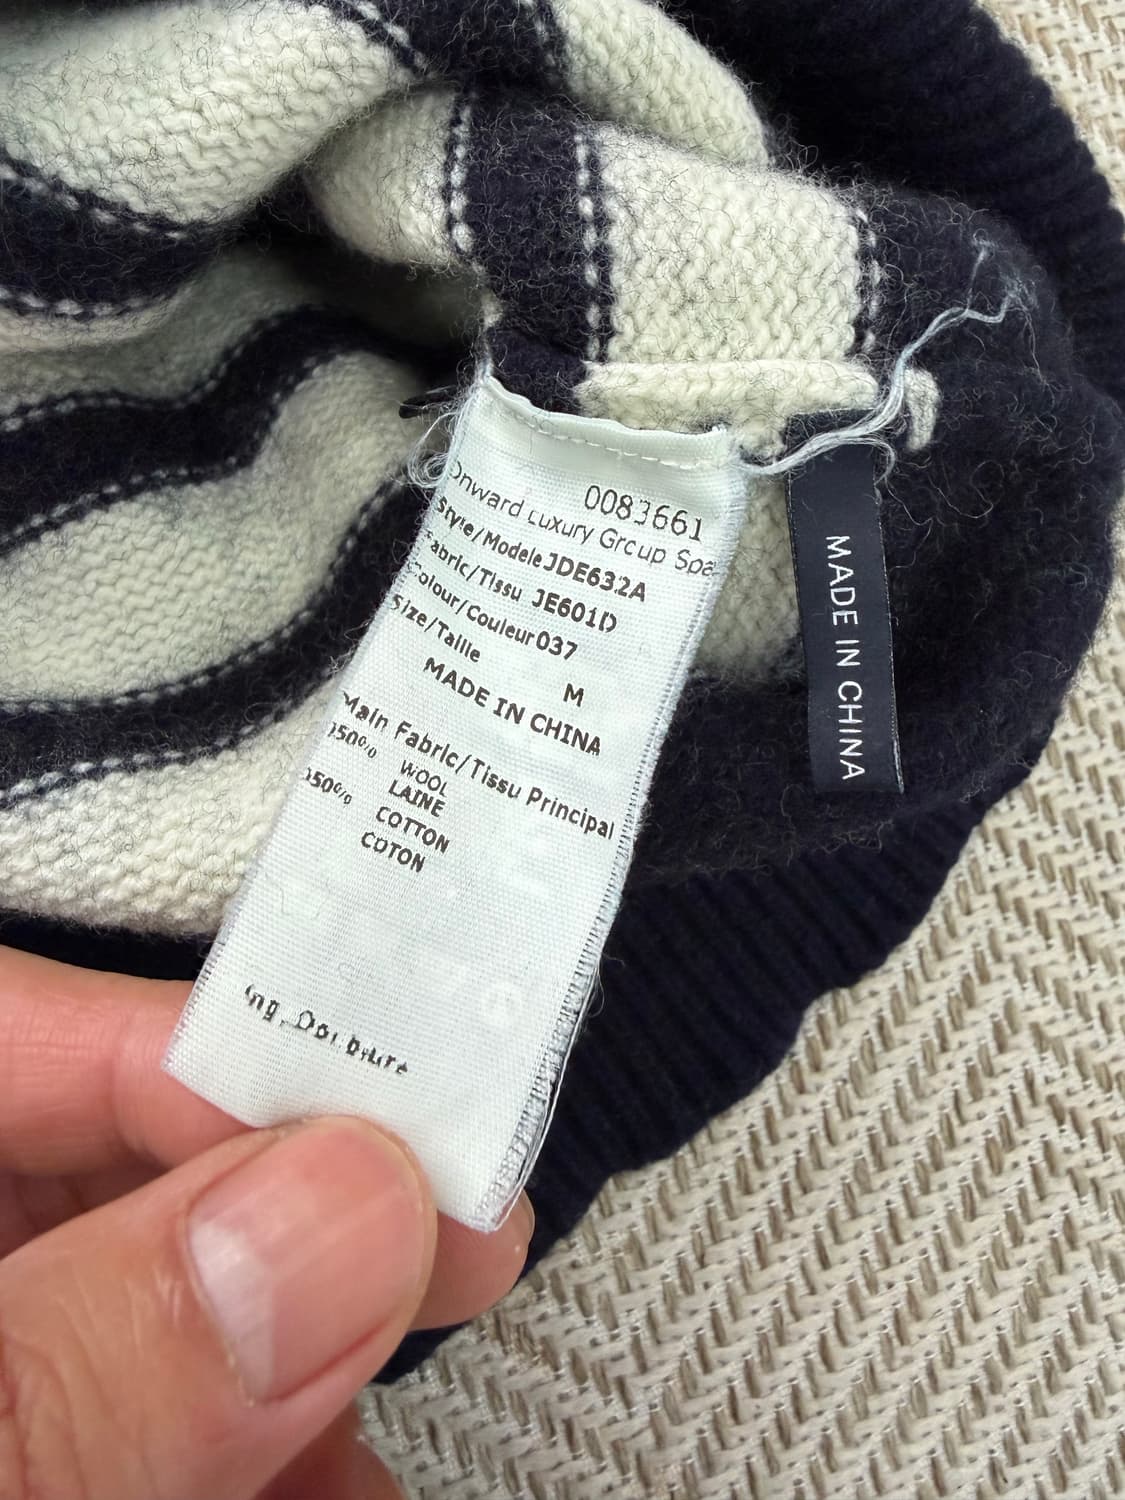 0083661
Onward Luxury Group Spa
Style/Modele JDE632A
Fabric/Tissu JE601D
Colour/Couleur 037
Size/Taille
M
MADE IN CHINA
Main Fabric/Tissu Principal
50% WOOL
LAINE
50% COTTON
COTON
MADE IN CHINA